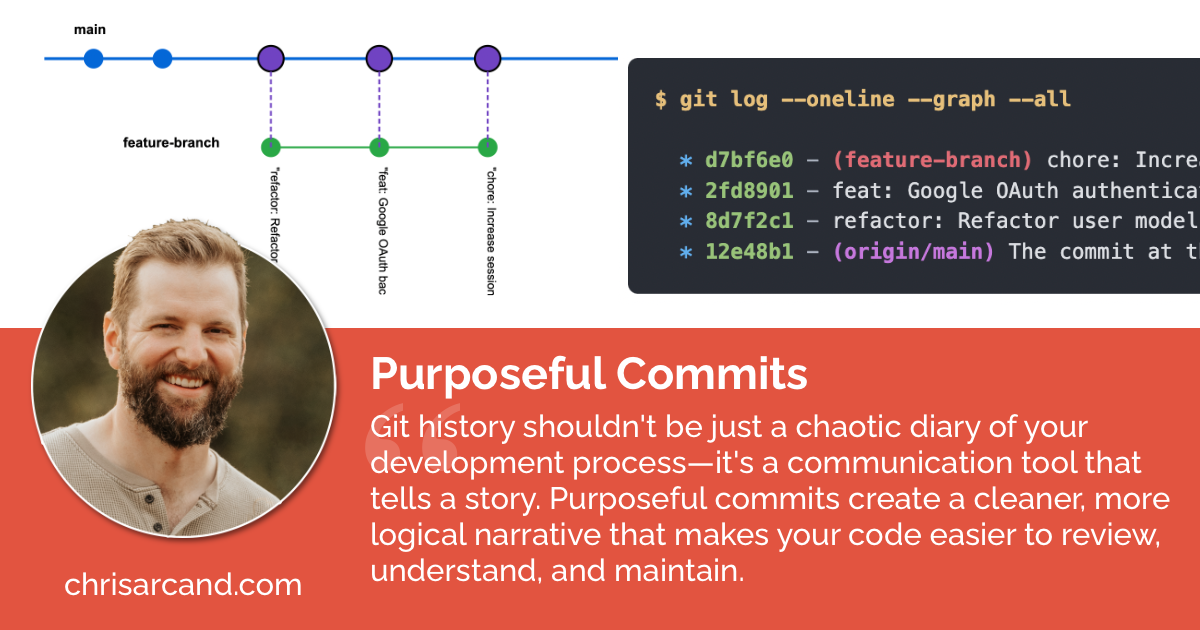 main
feature-branch
"refactor: Refactor
"feat: Google OAuth bac
"chore: Increase session
$ git log --oneline --graph --all
* d7bf6e0 – (feature-branch) chore: Incre
* 2fd8901 – feat: Google OAuth authentica
* 8d7f2c1 – refactor: Refactor user model
* 12e48b1 – (origin/main) The commit at t
Purposeful Commits
Git history shouldn't be just a chaotic diary of your
development process—it's a communication tool that
tells a story. Purposeful commits create a cleaner, more
logical narrative that makes your code easier to review,
understand, and maintain.
chrisarcand.com